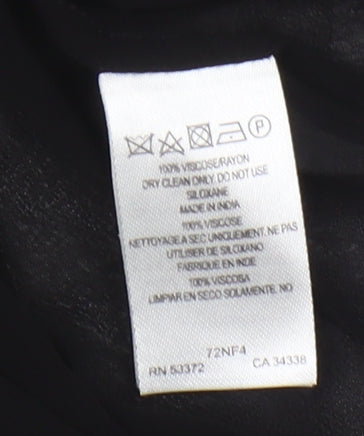 P
100% VISCOSE/RAYON
DRY CLEAN ONLY. DO NOT USE
SILOXANE
MADE IN INDIA
100% VISCOSE
NETTOYAGE A SEC UNIQUEMENT. NE PAS
UTILISER DE SILOXANO
FABRIQUE EN INDE
100% VISCOSA
LIMPIAR EN SECO SOLAMENTE. NO
72NF4
RN 53372 CA 34338